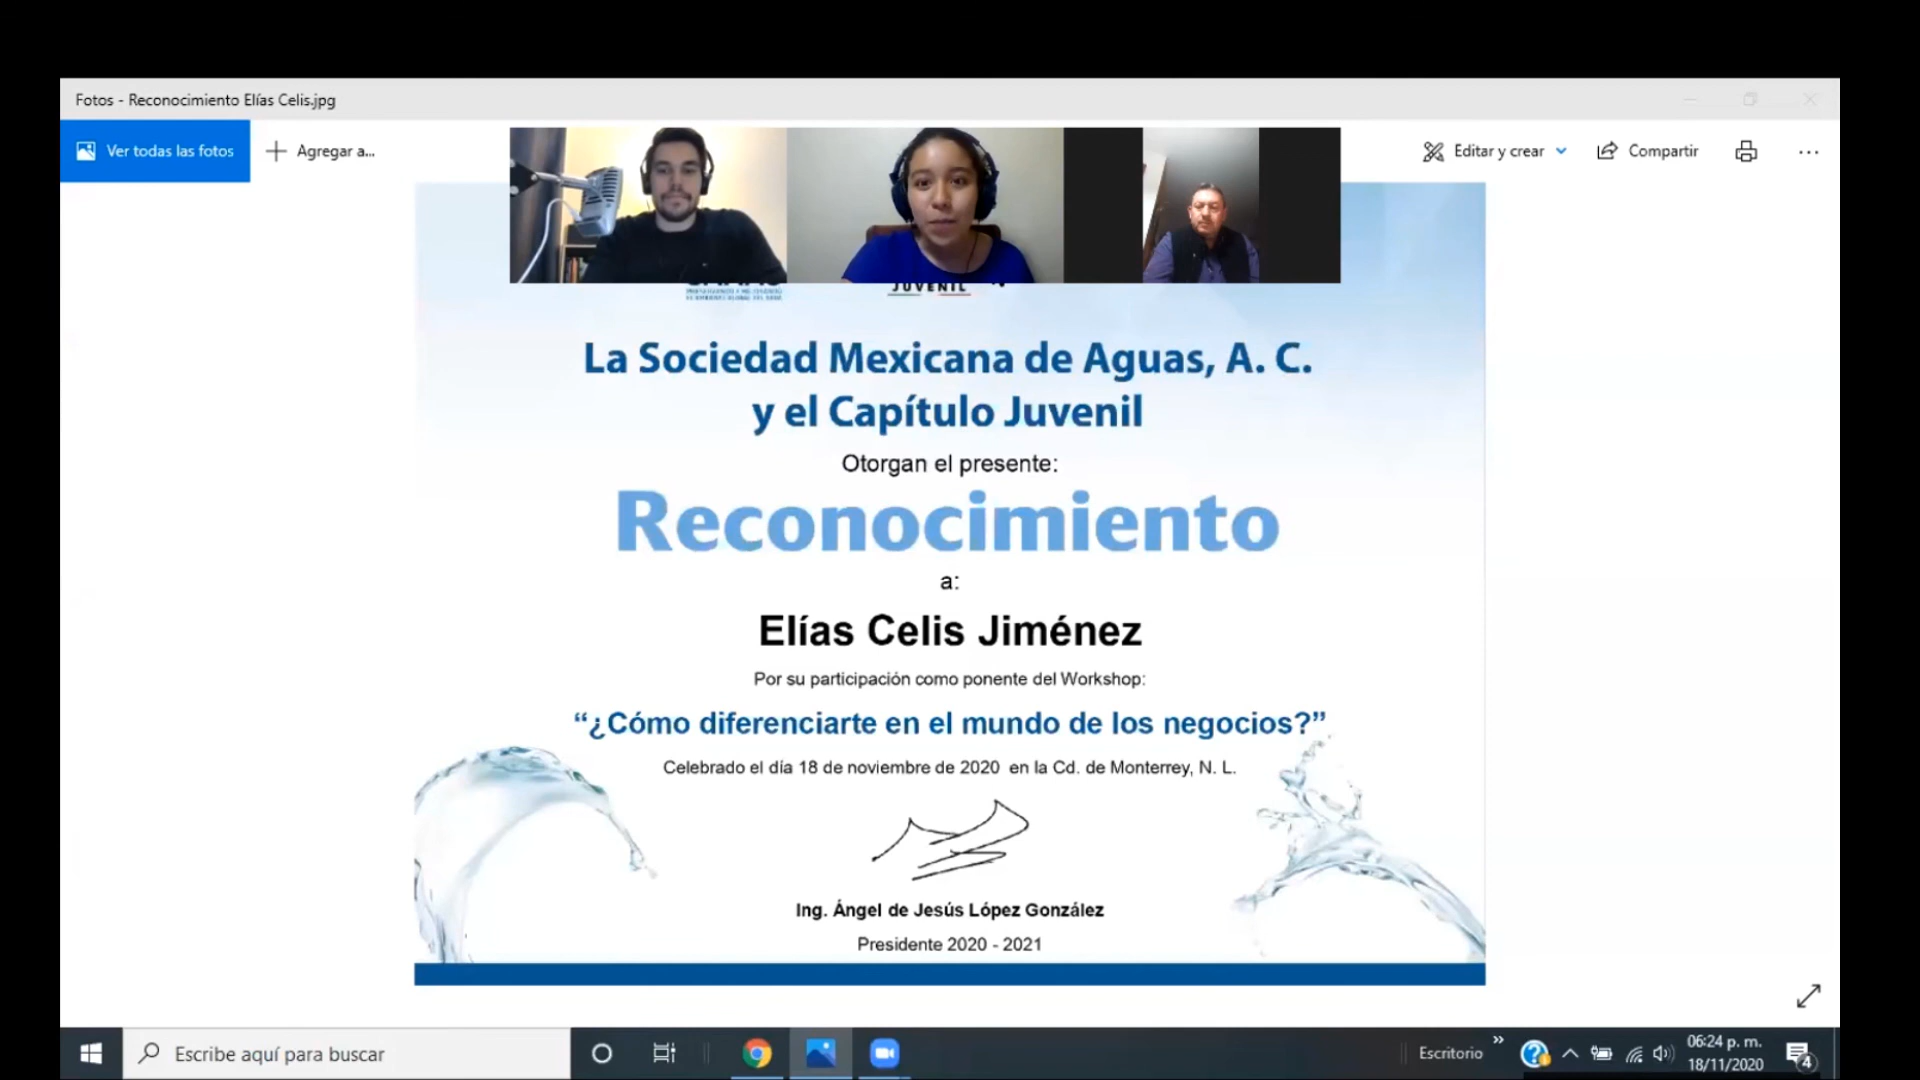 Fotos - Reconocimiento Elías Celis.jpg
Ver todas las fotos
Agregar a...
Editar y crear
Compartir
JUVENIL
La Sociedad Mexicana de Aguas, A. C.
y el Capítulo Juvenil
Otorgan el presente:
Reconocimiento
a:
Elías Celis Jiménez
Por su participación como ponente del Workshop:
“¿Cómo diferenciarte en el mundo de los negocios?”
Celebrado el día 18 de noviembre de 2020 en la Cd. de Monterrey, N. L.
Ing. Ángel de Jesús López González
Presidente 2020 - 2021
Escribe aquí para buscar
Escritorio
06:24 p. m.
18/11/2020
4